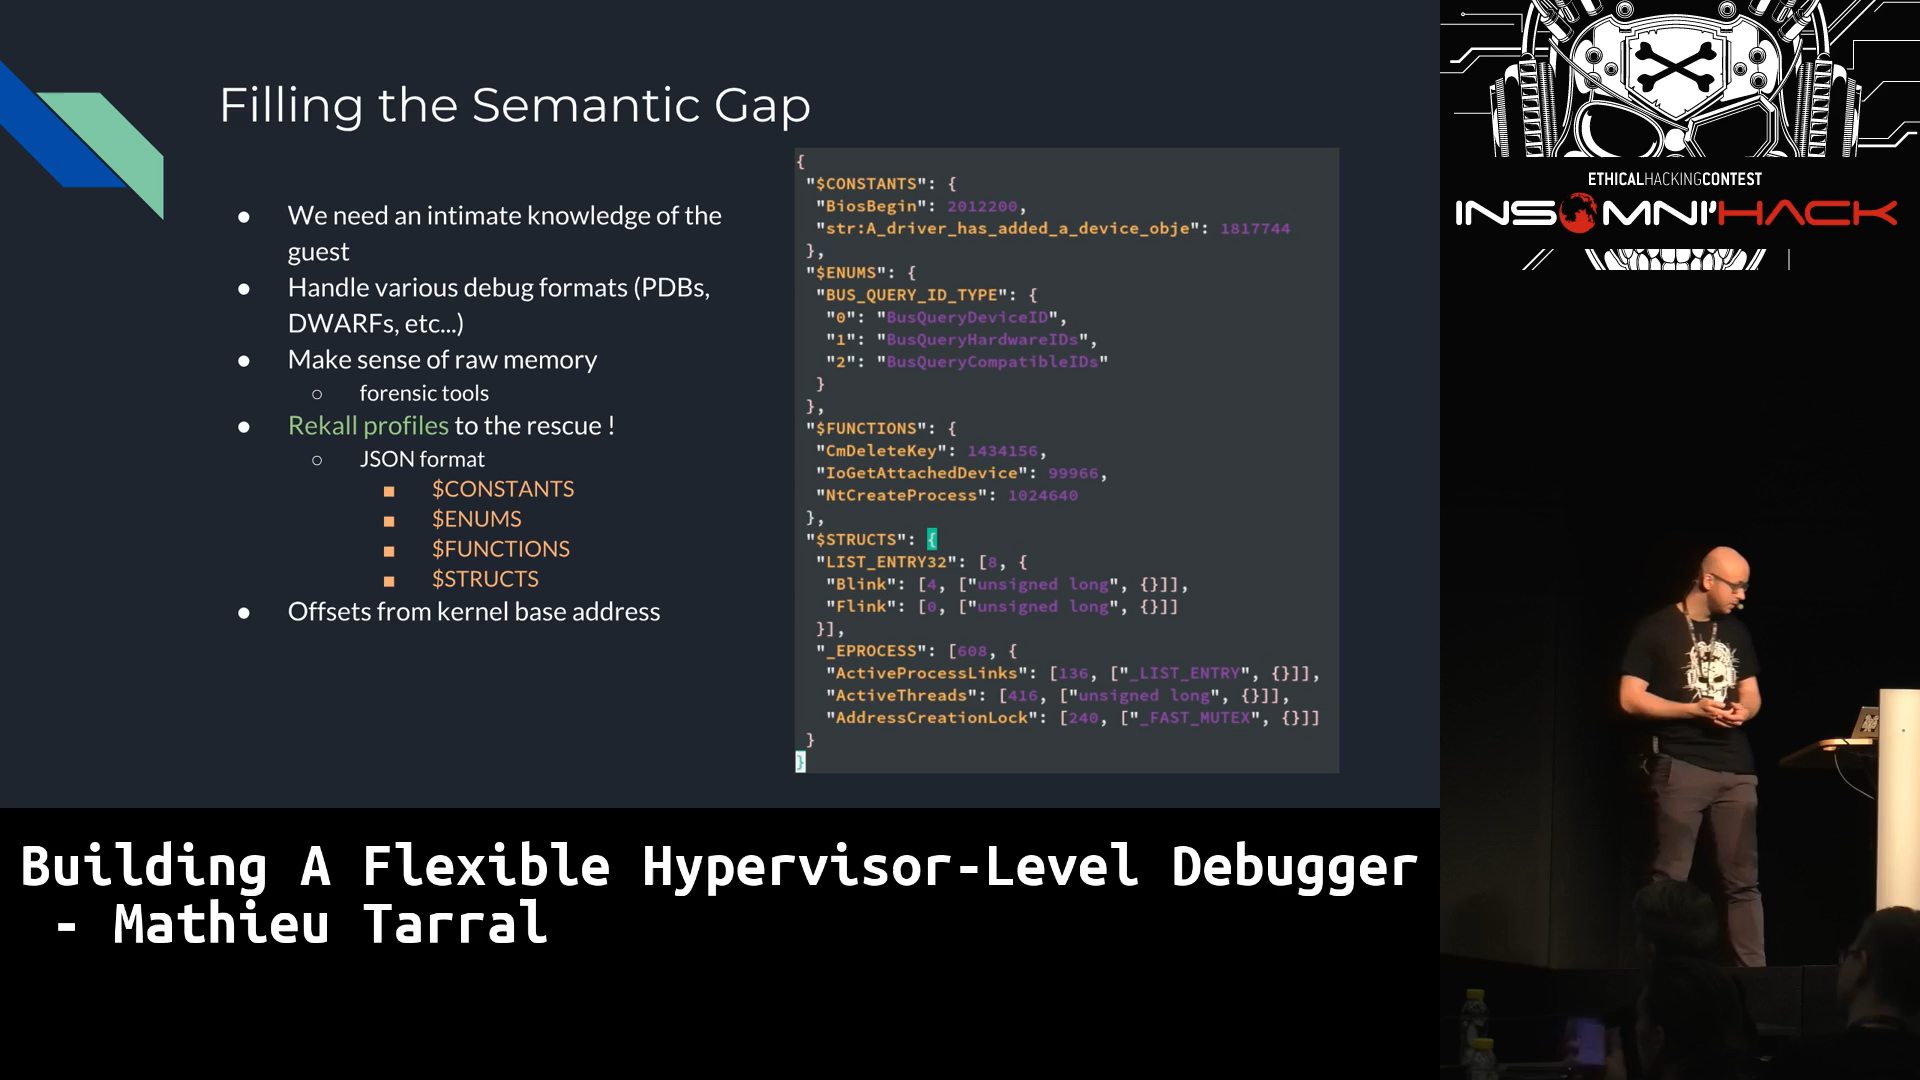 Filling the Semantic Gap
● We need an intimate knowledge of the
guest
● Handle various debug formats (PDBs,
DWARFs, etc...)
● Make sense of raw memory
○ forensic tools
● Rekall profiles to the rescue !
○ JSON format
■ $CONSTANTS
■ $ENUMS
■ $FUNCTIONS
■ $STRUCTS
● Offsets from kernel base address
{
"$CONSTANTS": {
"BiosBegin": 2012200,
"str:A_driver_has_added_a_device_obje": 1817744
},
"$ENUMS": {
"BUS_QUERY_ID_TYPE": {
"0": "BusQueryDeviceID",
"1": "BusQueryHardwareIDs",
"2": "BusQueryCompatibleIDs"
}
},
"$FUNCTIONS": {
"CmDeleteKey": 1434156,
"IoGetAttachedDevice": 99966,
"NtCreateProcess": 1024640
},
"$STRUCTS": {
"LIST_ENTRY32": [8, {
"Blink": [4, ["unsigned long", {}]],
"Flink": [0, ["unsigned long", {}]]
}],
"_EPROCESS": [608, {
"ActiveProcessLinks": [136, ["_LIST_ENTRY", {}]],
"ActiveThreads": [416, ["unsigned long", {}]],
"AddressCreationLock": [240, ["_FAST_MUTEX", {}]]
}
}
ETHICALHACKINGCONTEST
INSOMNI'HACK
Building A Flexible Hypervisor-Level Debugger
- Mathieu Tarral